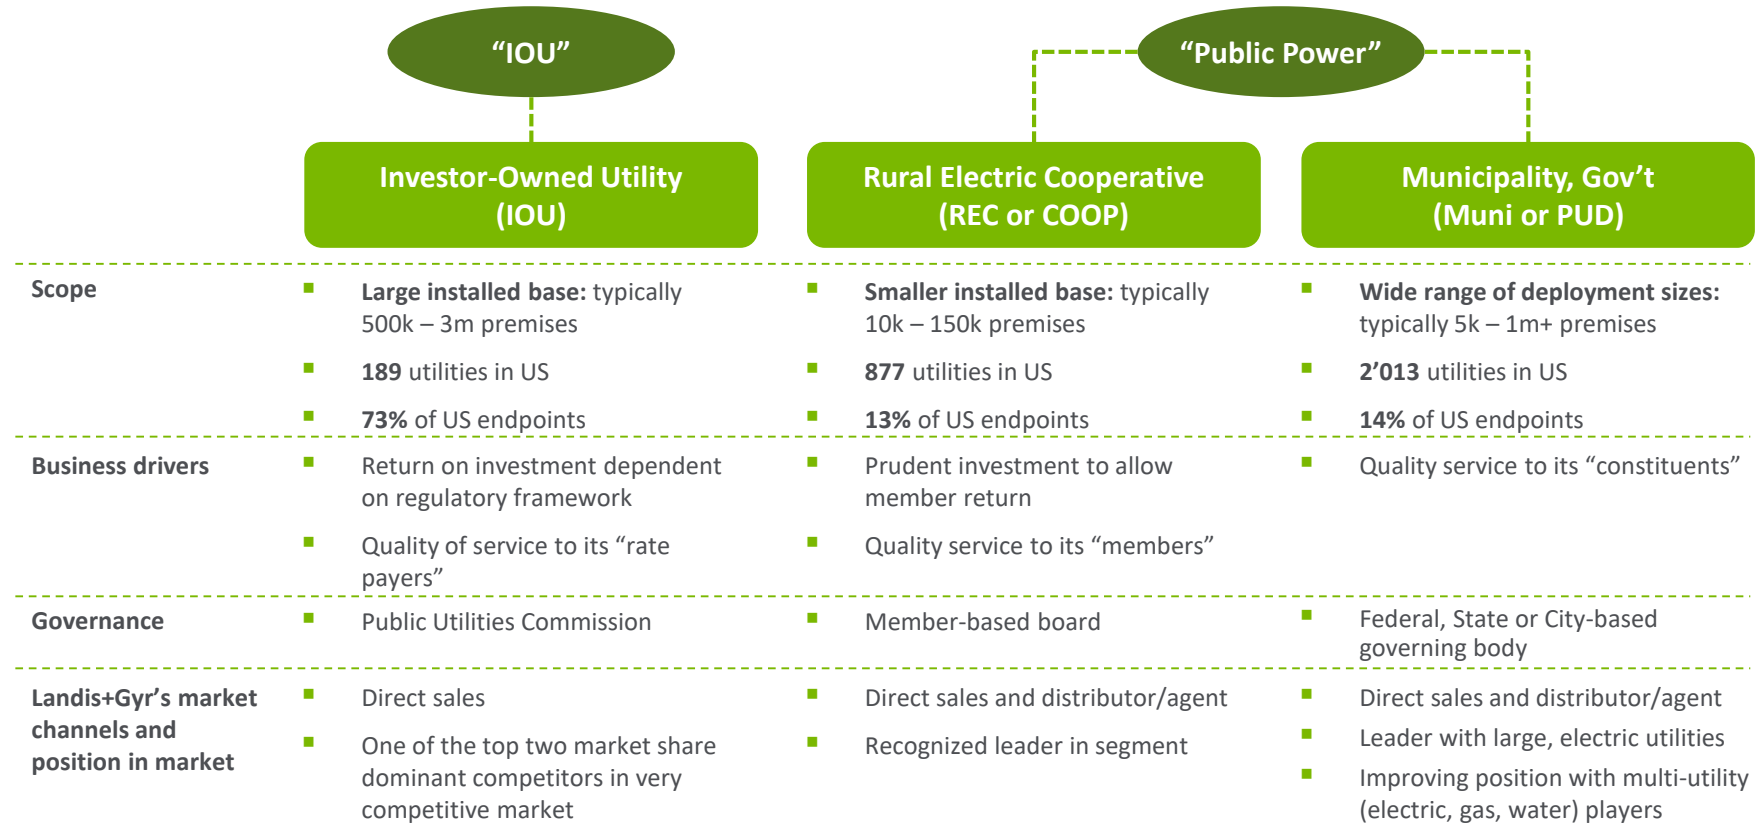 “IOU”
“Public Power”
Investor-Owned Utility
(IOU)
Rural Electric Cooperative
(REC or COOP)
Municipality, Gov’t
(Muni or PUD)
Scope
Large installed base: typically
500k – 3m premises
189 utilities in US
73% of US endpoints
Smaller installed base: typically
10k – 150k premises
877 utilities in US
13% of US endpoints
Wide range of deployment sizes:
typically 5k – 1m+ premises
2’013 utilities in US
14% of US endpoints
Business drivers
Return on investment dependent
on regulatory framework
Quality of service to its “rate
payers”
Prudent investment to allow
member return
Quality service to its “members”
Quality service to its “constituents”
Governance
Public Utilities Commission
Member-based board
Federal, State or City-based
governing body
Landis+Gyr’s market
channels and
position in market
Direct sales
One of the top two market share
dominant competitors in very
competitive market
Direct sales and distributor/agent
Recognized leader in segment
Direct sales and distributor/agent
Leader with large, electric utilities
Improving position with multi-utility
(electric, gas, water) players